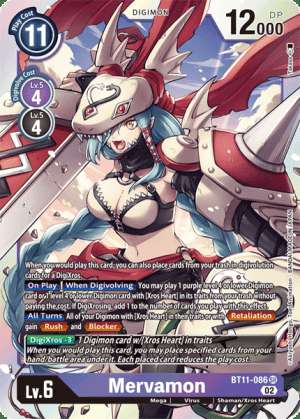 Play Cost
DIGIMON
DP
11
12000
Digivolve Cost
Lv.5
4
Lv.5
4
When you would play this card, you can also place cards from your trash in digivolution
cards for a DigiXros.
On Play When Digivolving You may play 1 purple level 4 or lower Digimon
card or 1 level 4 or lower Digimon card with [Xros Heart] in its traits from your trash without
paying the cost. If DigiXrosing, add 1 to the number of cards you play with this effect.
All Turns All of your Digimon with [Xros Heart] in their traits or with Retaliation
gain Rush and Blocker.
DigiXros -3 1 Digimon card w/[Xros Heart] in traits
When you would play this card, you may place specified cards from your
hand/battle area under it. Each placed card reduces the play cost.
BT11-086 SR
Lv.6
Mervamon
02
Mega
Virus
Shaman/Xros Heart